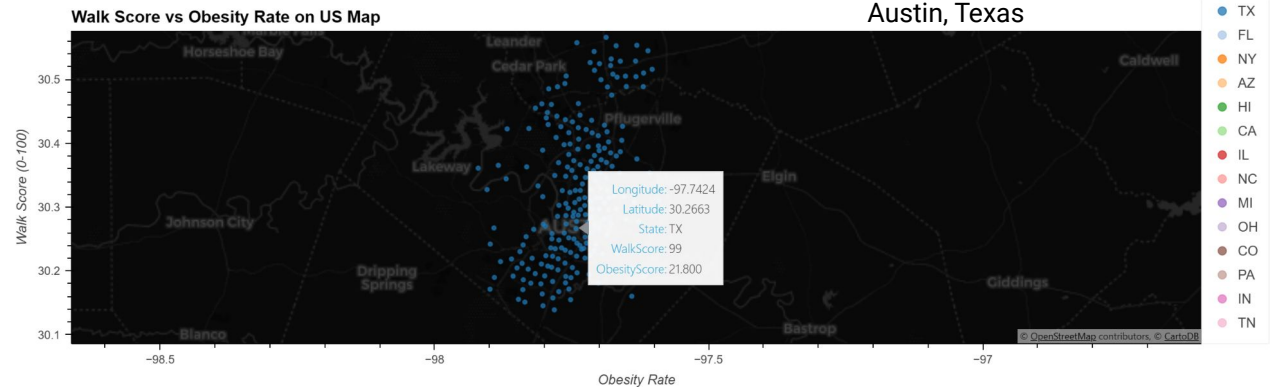 Austin, Texas
Walk Score vs Obesity Rate on US Map
Marble Falls
Horseshoe Bay
Leander
Cedar Park
Caldwell
Pflugerville
Lakeway
Elgin
Johnson City
Dripping
Springs
Giddings
Blanco
Bastrop
Longitude: -97.7424
Latitude: 30.2663
State: TX
WalkScore: 99
ObesityScore: 21.800
Walk Score (0-100)
30.5
30.4
30.3
30.2
30.1
© OpenStreetMap contributors, © CartoDB
−98.5
−98
−97.5
−97
Obesity Rate
TX
FL
NY
AZ
HI
CA
IL
NC
MI
OH
CO
PA
IN
TN